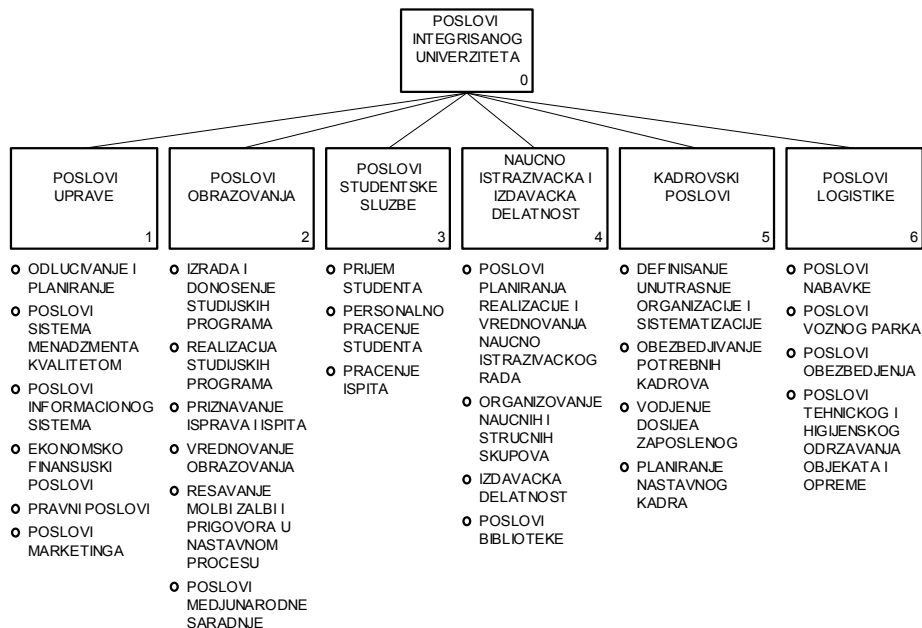 POSLOVI
INTEGRISANOG
UNIVERZITETA
0
POSLOVI
UPRAVE
1
POSLOVI
OBRAZOVANJA
2
POSLOVI
STUDENTSKE
SLUZBE
3
NAUCNO
ISTRAZIVACKA I
IZDAVACKA
DELATNOST
4
KADROVSKI
POSLOVI
5
POSLOVI
LOGISTIKE
6
ODLUCIVANJE I
PLANIRANJE
POSLOVI
SISTEMA
MENADZMENTA
KVALITETOM
POSLOVI
INFORMACIONOG
SISTEMA
EKONOMSKO
FINANSIJSKI
POSLOVI
PRAVNI POSLOVI
POSLOVI
MARKETINGA
IZRADA I
DONOSENJE
STUDIJSKIH
PROGRAMA
REALIZACIJA
STUDIJSKIH
PROGRAMA
PRIZNAVANJE
ISPRAVA I ISPITA
VREDNOVANJE
OBRAZOVANJA
RESAVANJE
MOLBI ZALBI I
PRIGOVORA U
NASTAVNOM
PROCESU
POSLOVI
MEDJUNARODNE
SARADNJE
PRIJEM
STUDENTA
PERSONALNO
PRACENJE
STUDENTA
PRACENJE
ISPITA
POSLOVI
PLANIRANJA
REALIZACIJE I
VREDNOVANJA
NAUCNO
ISTRAZIVACKOG
RADA
ORGANIZOVANJE
NAUCNIH I
STRUCNIH
SKUPOVA
IZDAVACKA
DELATNOST
POSLOVI
BIBLIOTEKE
DEFINISANJE
UNUTRASNJE
ORGANIZACIJE I
SISTEMATIZACIJE
OBEZBEDJIVANJE
POTREBNIH
KADROVA
VODJENJE
DOSIJEA
ZAPOSLENOG
PLANIRANJE
NASTAVNOG
KADRA
POSLOVI
NABAVKE
POSLOVI
VOZNOG PARKA
POSLOVI
OBEZBEDJENJA
POSLOVI
TEHNICKOG I
HIGIJENSKOG
ODRZAVANJA
OBJEKATA I
OPREME